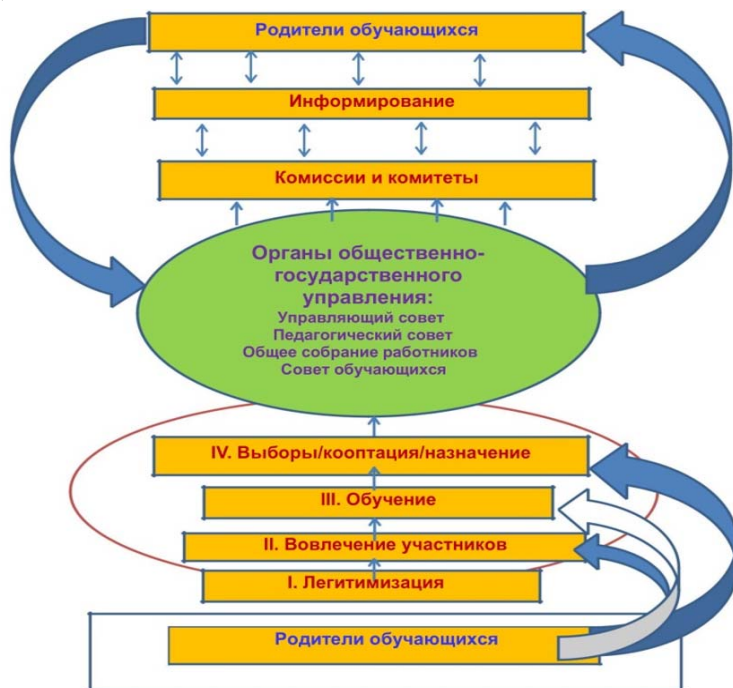 Родители обучающихся
Информирование
Комиссии и комитеты
Органы общественно-
государственного
управления:
Управляющий совет
Педагогический совет
Общее собрание работников
Совет обучающихся
IV. Выборы/кооптация/назначение
III. Обучение
II. Вовлечение участников
I. Легитимизация
Родители обучающихся